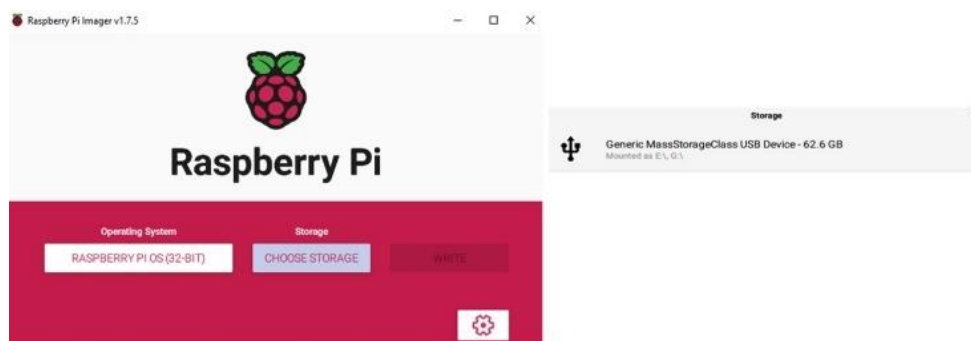 Raspberry Pi Imager v1.7.5
Raspberry Pi
Operating System
Storage
RASPBERRY PI OS (32-BIT)
CHOOSE STORAGE
WRITE
Storage
Generic MassStorageClass USB Device - 62.6 GB
Mounted as E:\, G:\